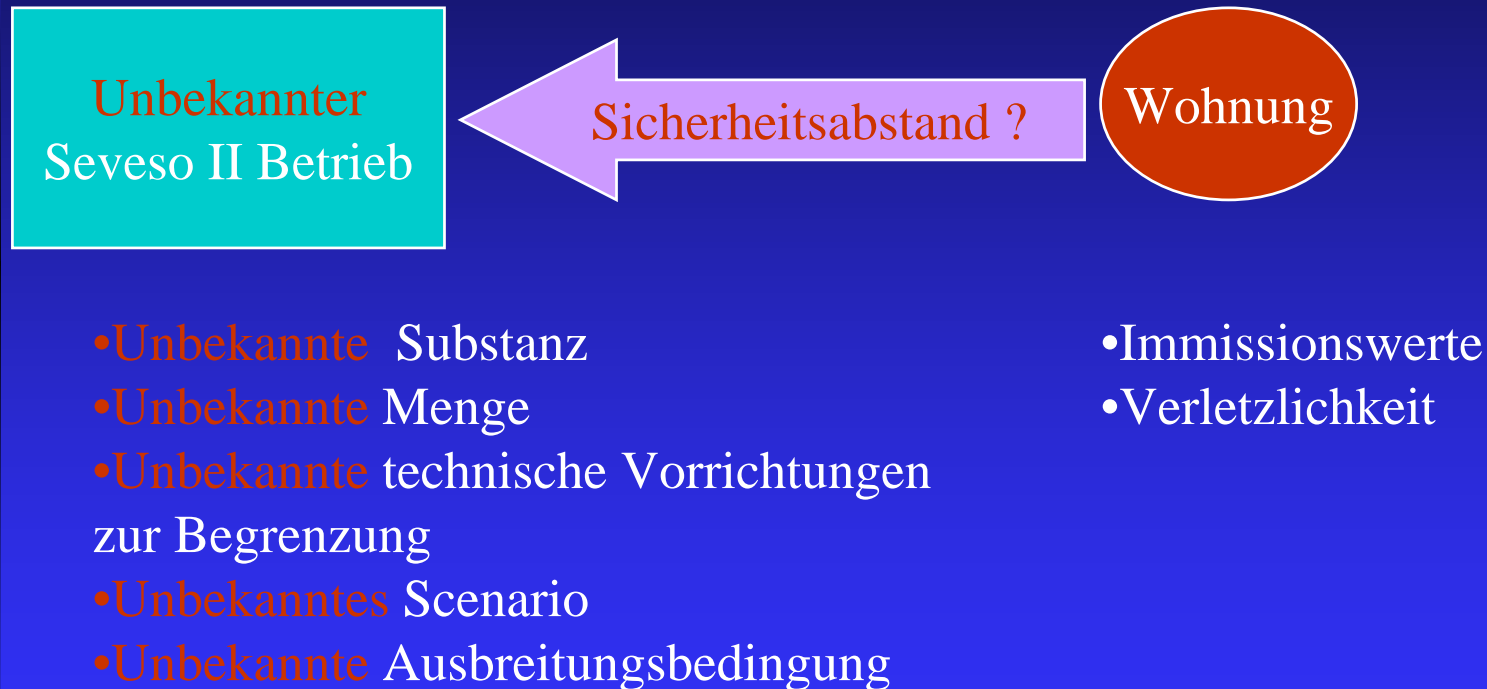 Unbekannter
Seveso II Betrieb
Sicherheitsabstand ?
Wohnung
•Unbekannte Substanz
•Unbekannte Menge
•Unbekannte technische Vorrichtungen
zur Begrenzung
•Unbekanntes Scenario
•Unbekannte Ausbreitungsbedingung
•Immissionswerte
•Verletzlichkeit